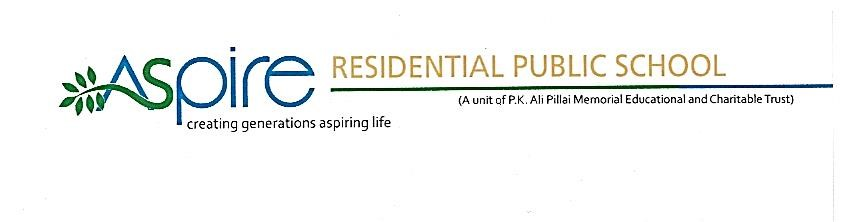 Aspire RESIDENTIAL PUBLIC SCHOOL
(A unit of P.K. Ali Pillai Memorial Educational and Charitable Trust)
creating generations aspiring life